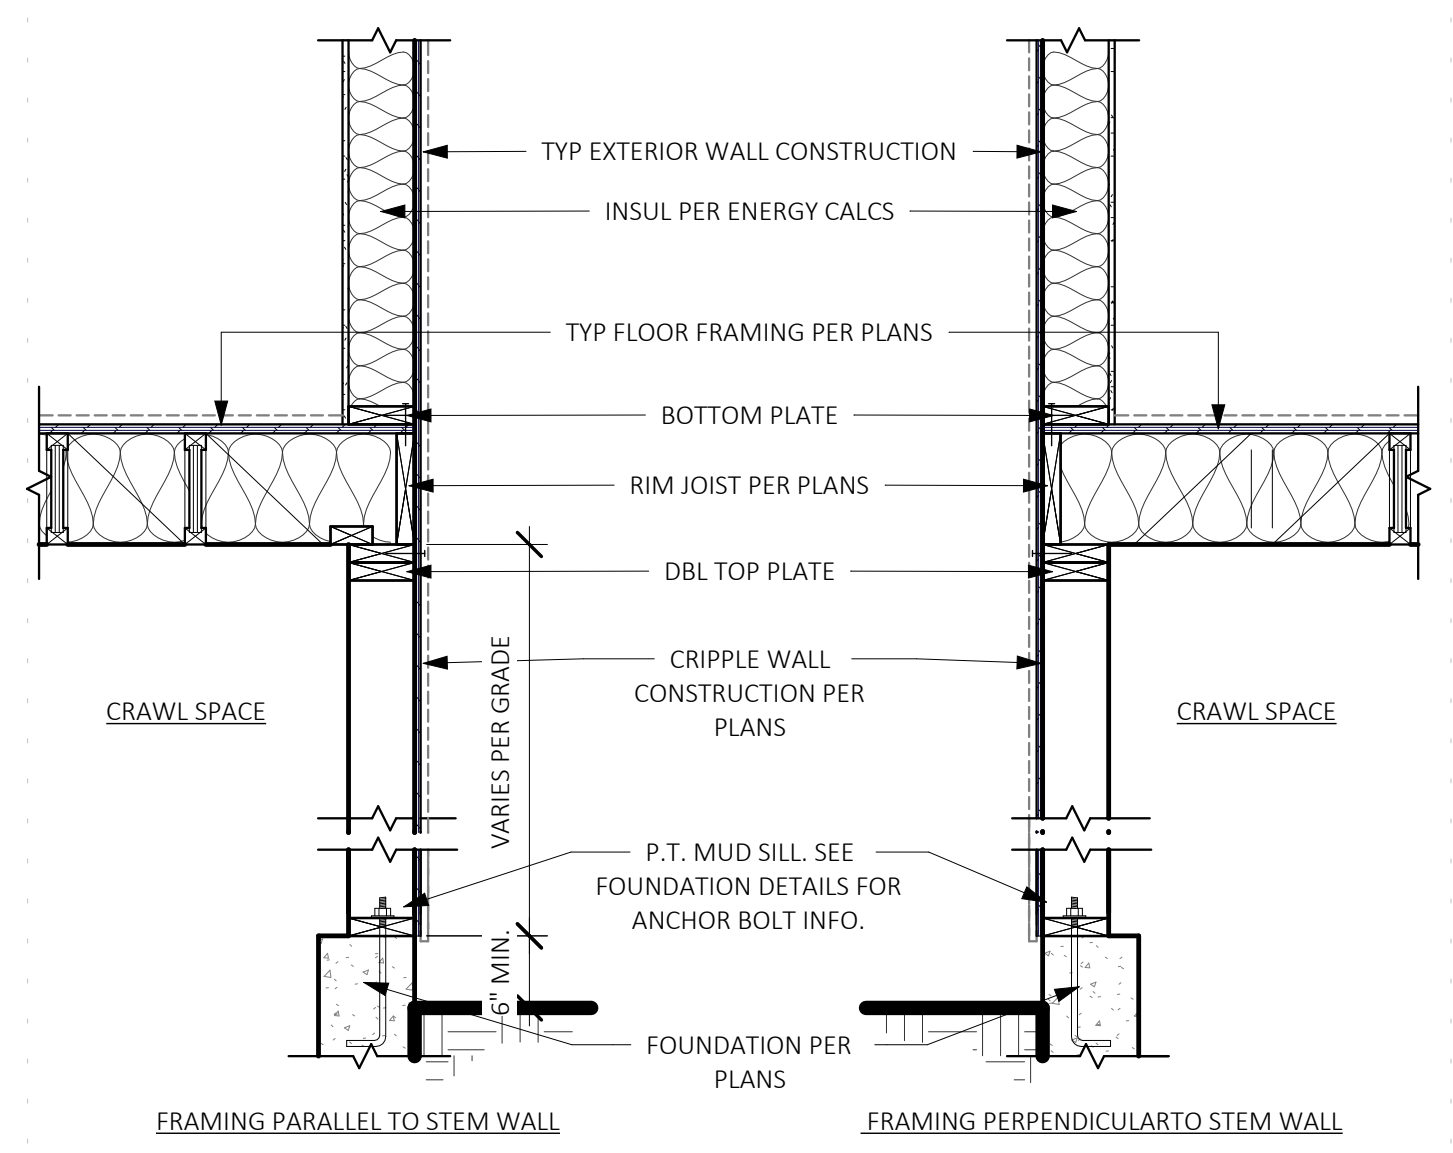 TYP EXTERIOR WALL CONSTRUCTION
INSUL PER ENERGY CALCS
TYP FLOOR FRAMING PER PLANS
BOTTOM PLATE
RIM JOIST PER PLANS
DBL TOP PLATE
CRIPPLE WALL
CONSTRUCTION PER
PLANS
VARIES PER GRADE
CRAWL SPACE
CRAWL SPACE
P.T. MUD SILL. SEE
FOUNDATION DETAILS FOR
ANCHOR BOLT INFO.
6" MIN.
FOUNDATION PER
PLANS
FRAMING PARALLEL TO STEM WALL
FRAMING PERPENDICULARTO STEM WALL